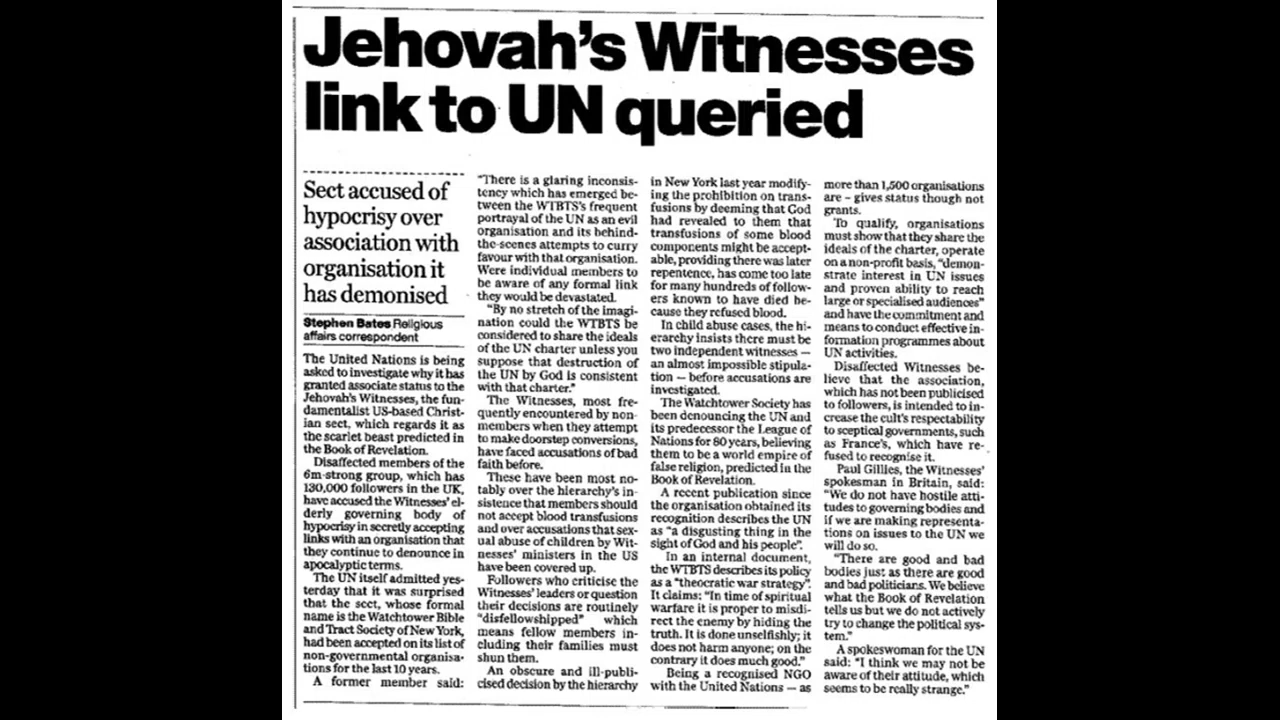 Jehovah's Witnesses
link to UN queried
Sect accused of
hypocrisy over
association with
organisation it
has demonised
Stephen Bates Religious
affairs correspondent
The United Nations is being
asked to investigate why it has
granted associate status to the
Jehovah's Witnesses, the fun-
damentalist US-based Christ-
ian sect, which regards it as
the scarlet beast predicted in
the Book of Revelation.
Disaffected members of the
6m-strong group, which has
130,000 followers in the UK,
have accused the Witnesses' el-
derly governing body of
hypocrisy in secretly accepting
links with an organisation that
they continue to denounce in
apocalyptic terms.
The UN itself admitted yes-
terday that it was surprised
that the sect, whose formal
name is the Watchtower Bible
and Tract Society of New York,
had been accepted on its list of
non-governmental organisa-
tions for the last 10 years.
A former member said:
"There is a glaring inconsis-
tency which has emerged be-
tween the WTBTS's frequent
portrayal of the UN as an evil
organisation and its behind-
the-scenes attempts to curry
favour with that organisation.
Were individual members to
be aware of any formal link
they would be devastated.
"By no stretch of the imagi-
nation could the WTBTS be
considered to share the ideals
of the UN charter unless you
suppose that destruction of
the UN by God is consistent
with that charter."
The Witnesses, most fre-
quently encountered by non-
members when they attempt
to make doorstep conversions,
have faced accusations of bad
faith before.
These have been most no-
tably over the hierarchy's in-
sistence that members should
not accept blood transfusions
and over accusations that sex-
ual abuse of children by Wit-
nesses' ministers in the US
have been covered up.
Followers who criticise the
Witnesses' leaders or question
their decisions are routinely
"disfellowshipped" which
means fellow members in-
cluding their families must
shun them.
An obscure and ill-publi-
cised decision by the hierarchy
in New York last year modify-
ing the prohibition on trans-
fusions by deeming that God
had revealed to them that
transfusions of some blood
components might be accept-
able, providing there was later
repentence, has come too late
for many hundreds of follow-
ers known to have died be-
cause they refused blood.
In child abuse cases, the hi-
erarchy insists there must be
two independent witnesses —
an almost impossible stipula-
tion — before accusations are
investigated.
The Watchtower Society has
been denouncing the UN and
its predecessor the League of
Nations for 80 years, believing
them to be a world empire of
false religion, predicted in the
Book of Revelation.
A recent publication since
the organisation obtained its
recognition describes the UN
as "a disgusting thing in the
sight of God and his people".
In an internal document,
the WTBTS describes its policy
as a "theocratic war strategy".
It claims: "In time of spiritual
warfare it is proper to misdi-
rect the enemy by hiding the
truth. It is done unselfishly; it
does not harm anyone; on the
contrary it does much good."
Being a recognised NGO
with the United Nations — as
more than 1,500 organisations
are – gives status though not
grants.
To qualify, organisations
must show that they share the
ideals of the charter, operate
on a non-profit basis, "demon-
strate interest in UN issues
and proven ability to reach
large or specialised audiences"
and have the commitment and
means to conduct effective in-
formation programmes about
UN activities.
Disaffected Witnesses be-
lieve that the association,
which has not been publicised
to followers, is intended to in-
crease the cult's respectability
to sceptical governments, such
as France's, which have re-
fused to recognise it.
Paul Gillies, the Witnesses'
spokesman in Britain, said:
"We do not have hostile atti-
tudes to governing bodies and
if we are making representa-
tions on issues to the UN we
will do so.
"There are good and bad
bodies just as there are good
and bad politicians. We believe
what the Book of Revelation
tells us but we do not actively
try to change the political sys-
tem."
A spokeswoman for the UN
said: "I think we may not be
aware of their attitude, which
seems to be really strange."